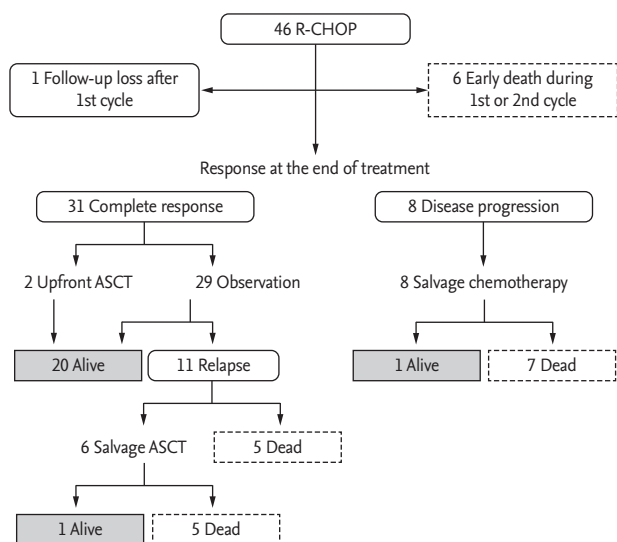 46 R-CHOP
1 Follow-up loss after
1st cycle
6 Early death during
1st or 2nd cycle
Response at the end of treatment
31 Complete response
8 Disease progression
2 Upfront ASCT
29 Observation
8 Salvage chemotherapy
20 Alive
11 Relapse
1 Alive
7 Dead
6 Salvage ASCT
5 Dead
1 Alive
5 Dead